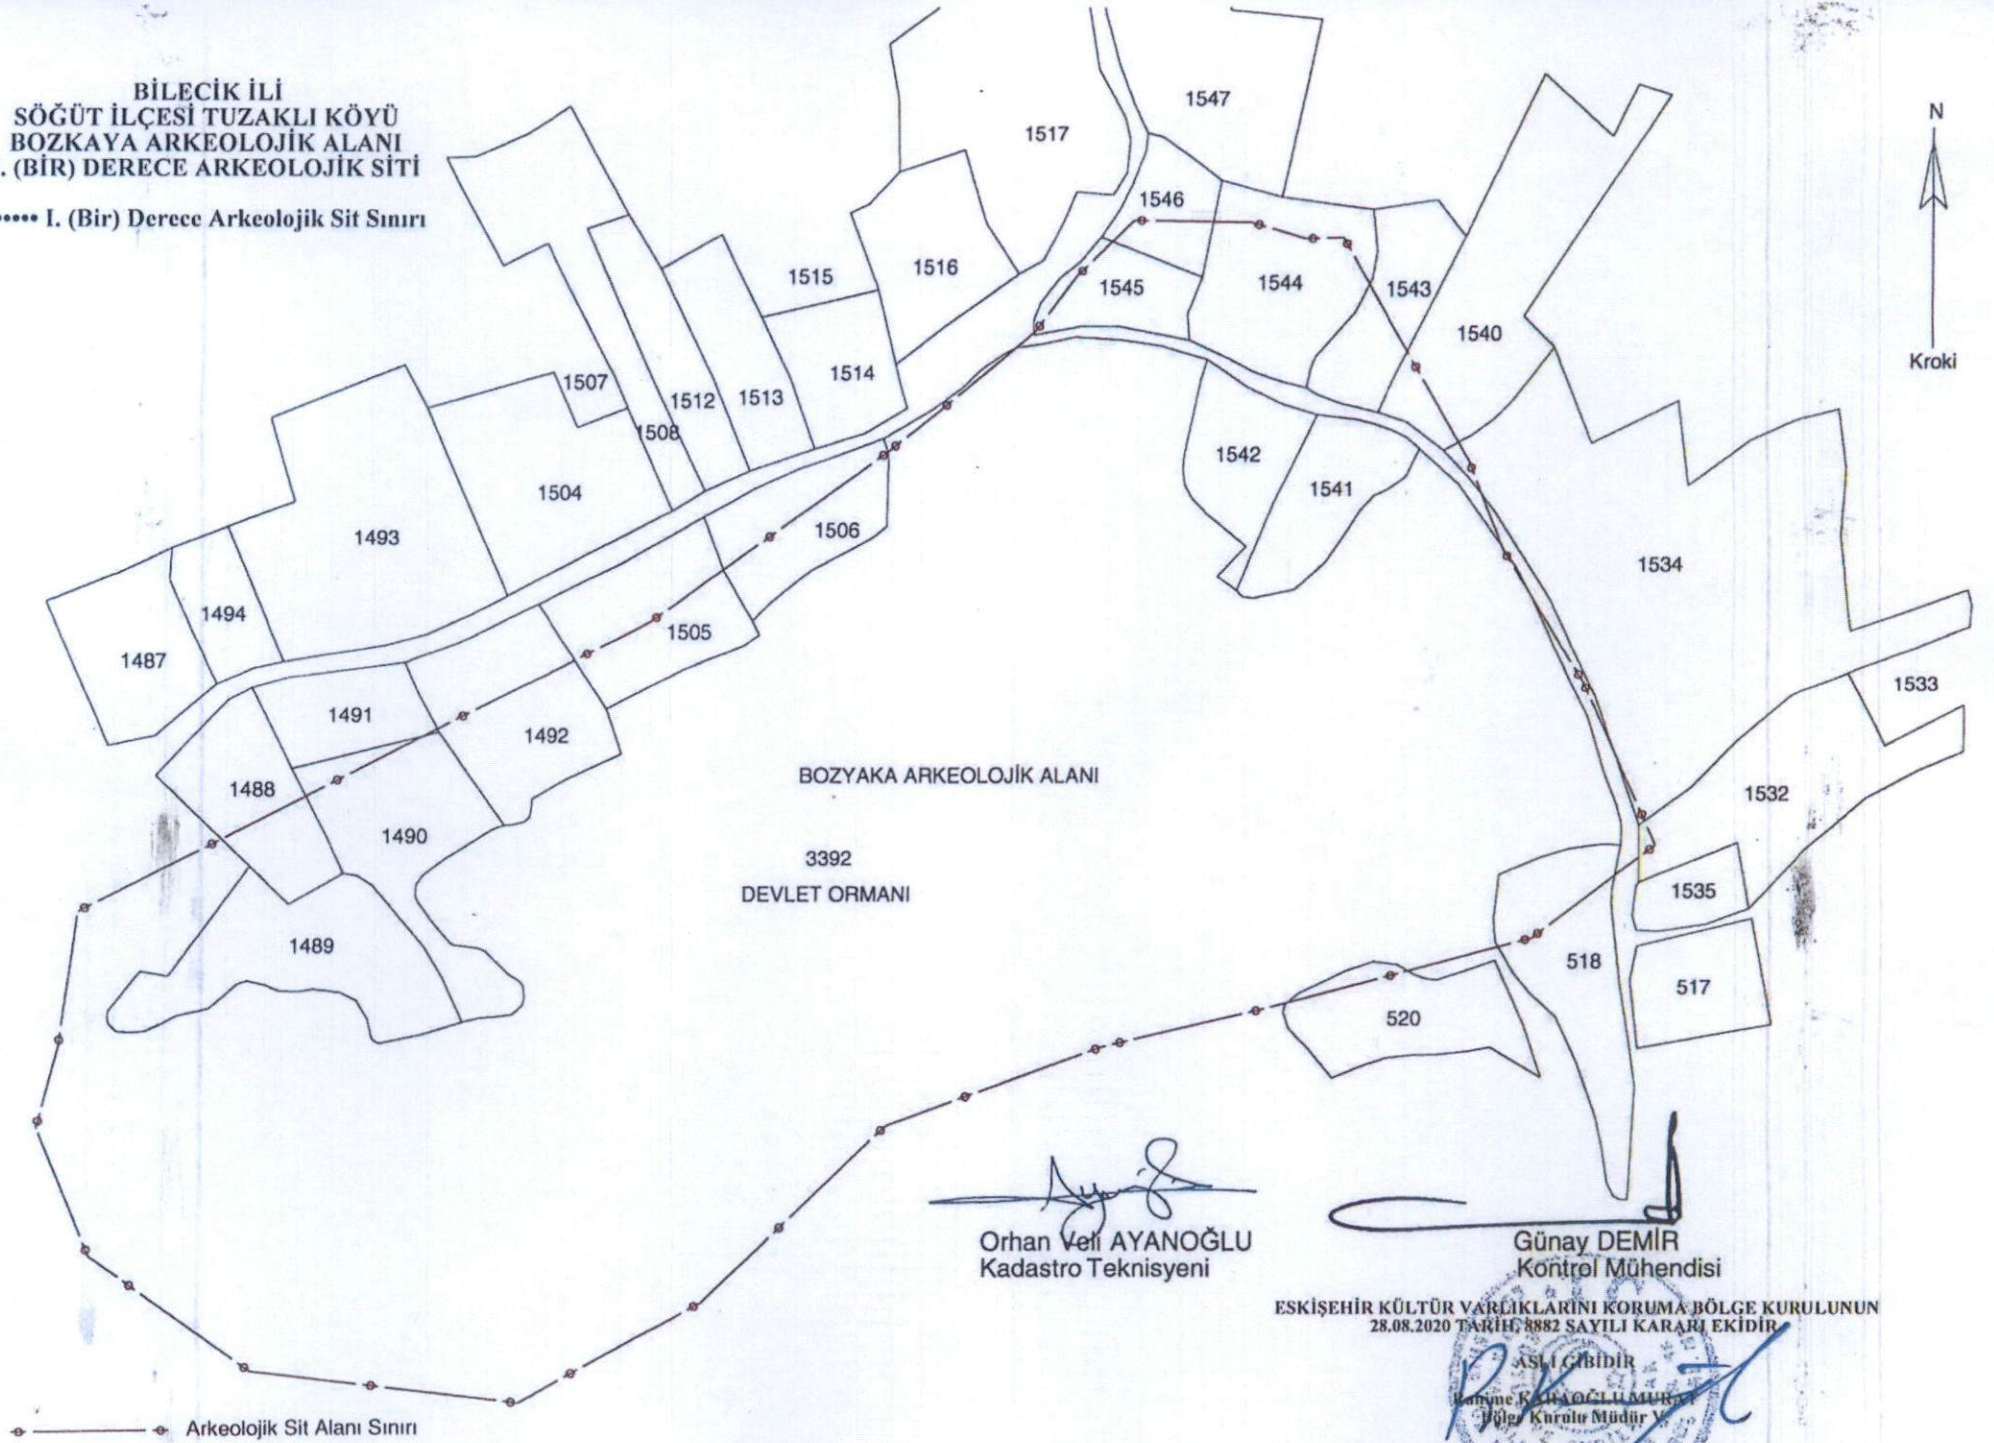 BİLECİK İLİ
SÖĞÜT İLÇESİ TUZAKLI KÖYÜ
BOZKAYA ARKEOLOJİK ALANI
. (BİR) DERECE ARKEOLOJİK SİTİ
••••• I. (Bir) Derece Arkeolojik Sit Sınırı
N
Kroki
1547
1517
1546
1515
1516
1545
1544
1543
1540
1507
1512
1513
1514
1508
1542
1541
1504
1493
1506
1534
1494
1505
1487
1533
1491
1492
1488
1490
1532
BOZYAKA ARKEOLOJİK ALANI
3392
DEVLET ORMANI
1535
1489
518
517
520
Orhan Veli AYANOĞLU
Kadastro Teknisyeni
Günay DEMİR
Kontrol Mühendisi
ESKİŞEHİR KÜLTÜR VARLIKLARINI KORUMA BÖLGE KURULUNUN
28.08.2020 TARİH, 8882 SAYILI KARARI EKİDİR
ASLI GİBİDİR
KARAOĞLU MURAT
Bölge Kurulu Müdür V.
Arkeolojik Sit Alanı Sınırı